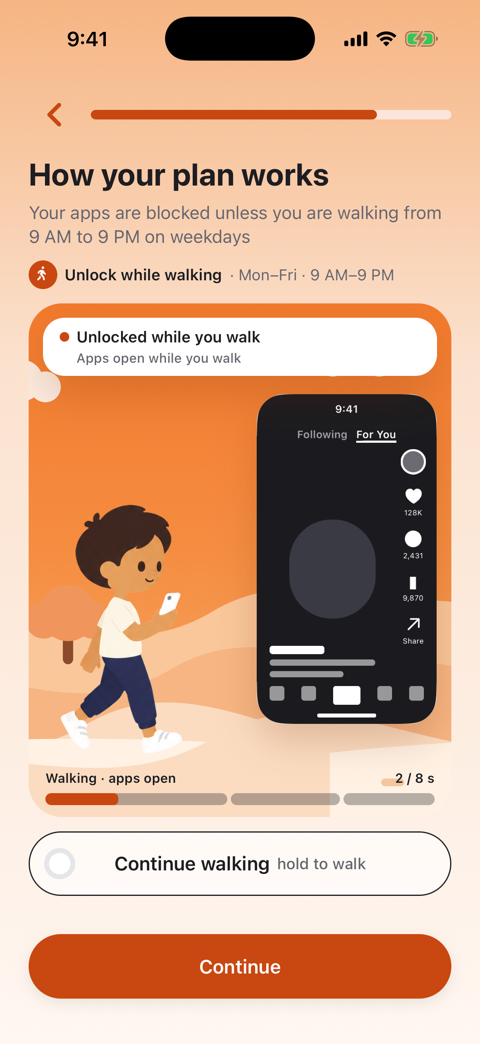 9:41
How your plan works
Your apps are blocked unless you are walking from
9 AM to 9 PM on weekdays
Unlock while walking · Mon–Fri · 9 AM–9 PM
Unlocked while you walk
Apps open while you walk
9:41
Following For You
128K
2,431
9,870
Share
Walking · apps open 2 / 8 s
Continue walking hold to walk
Continue